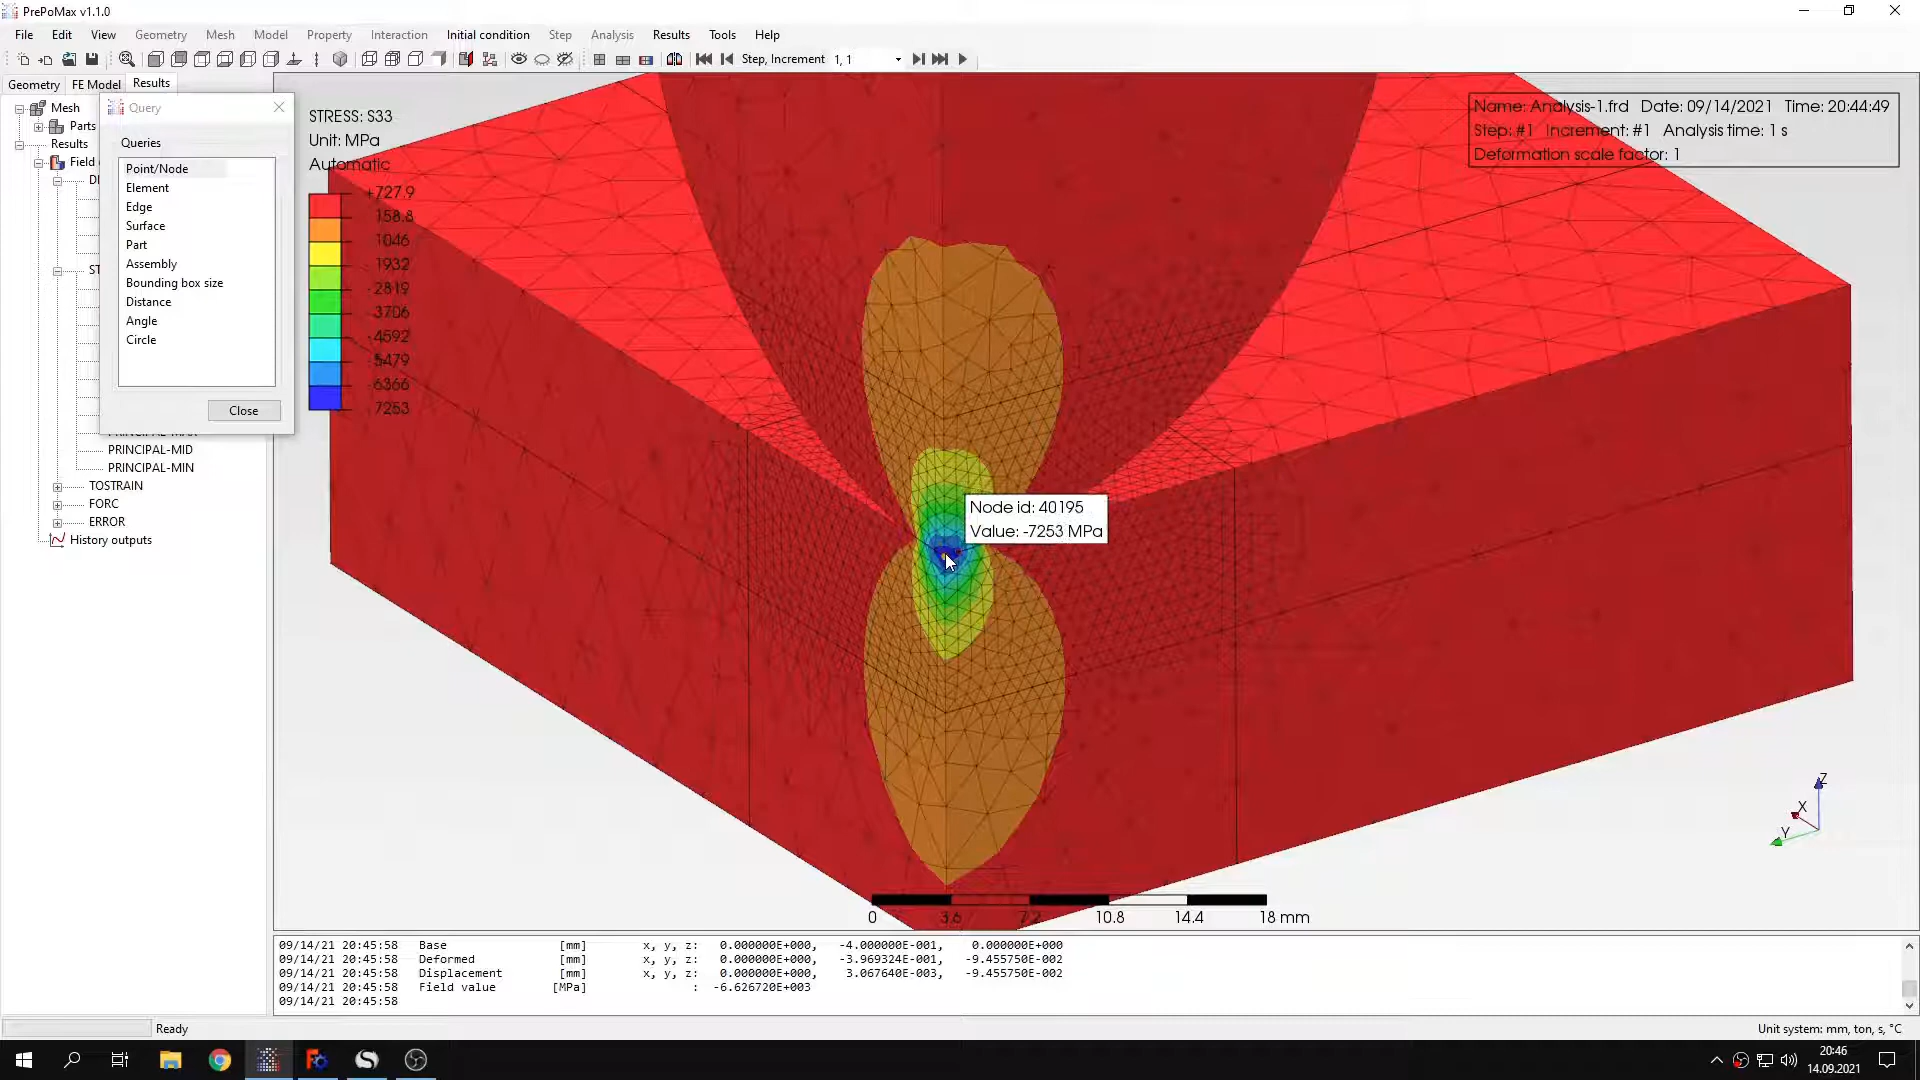 PrePoMax v1.1.0
File Edit View Geometry Mesh Model Property Interaction Initial condition Step Analysis Results Tools Help
Step, Increment 1, 1
Geometry FE Model Results
Mesh
Parts
Results
Field
DI
ST
Query
Queries
Point/Node
Element
Edge
Surface
Part
Assembly
Bounding box size
Distance
Angle
Circle
Close
PRINCIPAL-MAX
PRINCIPAL-MID
PRINCIPAL-MIN
TOSTRAIN
FORC
ERROR
History outputs
STRESS: S33
Unit: MPa
Automatic
+727.9
-158.8
-1046
-1932
-2819
-3706
-4592
-5479
-6366
-7253
Name: Analysis-1.frd Date: 09/14/2021 Time: 20:44:49
Step: #1 Increment: #1 Analysis time: 1 s
Deformation scale factor: 1
Node id: 40195
Value: -7253 MPa
Z
X
Y
0 3.6 7.2 10.8 14.4 18 mm
09/14/21 20:45:58 Base [mm] x, y, z: 0.000000E+000, -4.000000E-001, 0.000000E+000
09/14/21 20:45:58 Deformed [mm] x, y, z: 0.000000E+000, -3.969324E-001, -9.455750E-002
09/14/21 20:45:58 Displacement [mm] x, y, z: 0.000000E+000, 3.067640E-003, -9.455750E-002
09/14/21 20:45:58 Field value [MPa] : -6.626720E+003
09/14/21 20:45:58
Ready
Unit system: mm, ton, s, °C
20:46
14.09.2021